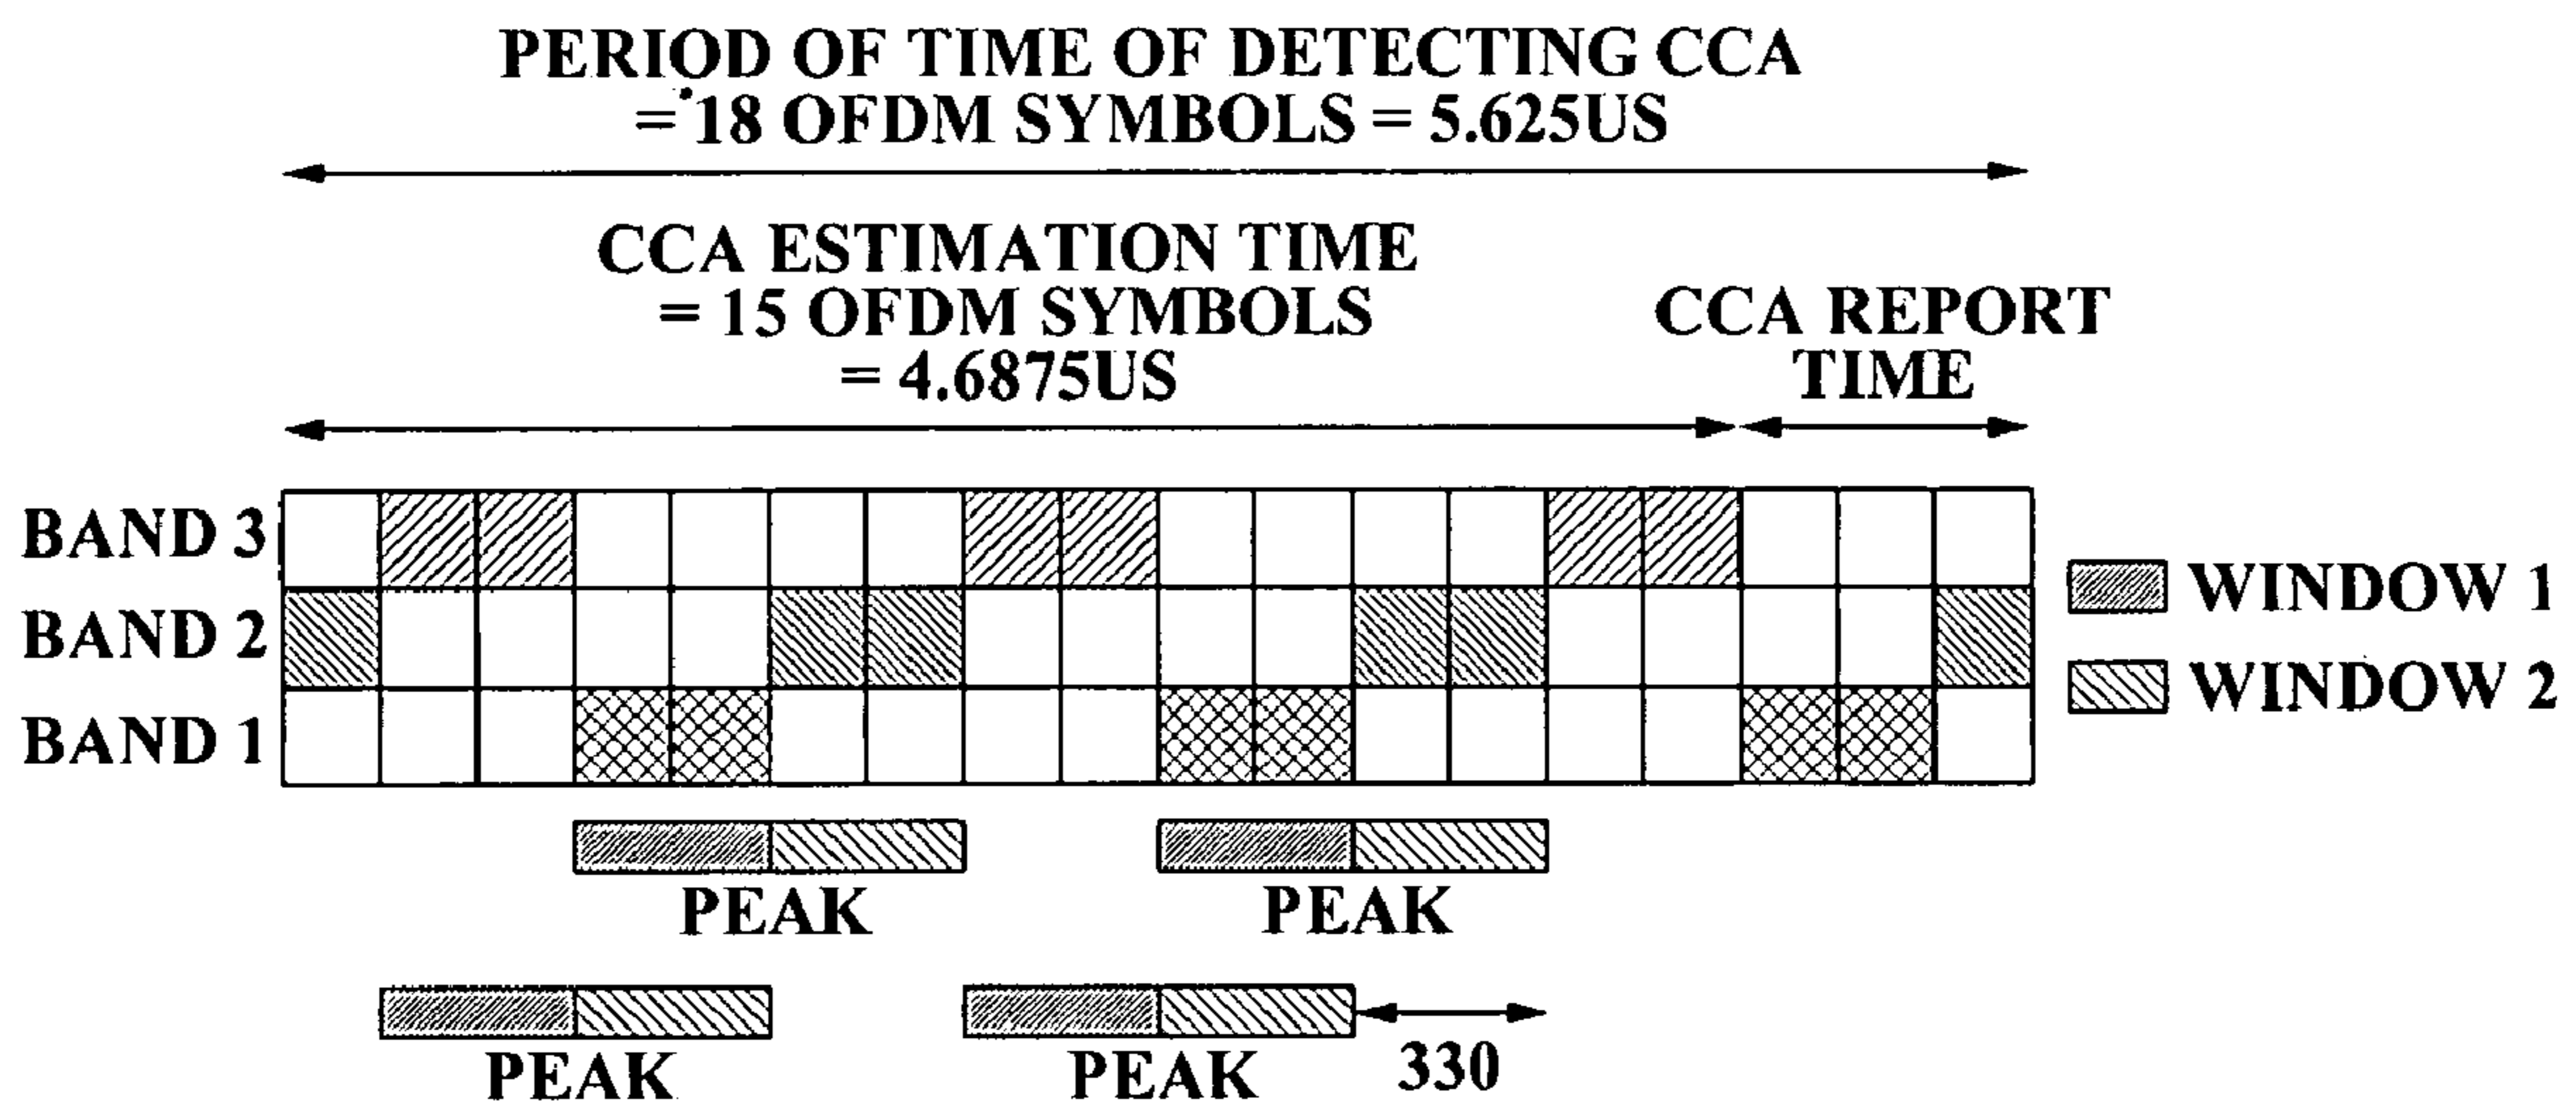 PERIOD OF TIME OF DETECTING CCA
= 18 OFDM SYMBOLS = 5.625US
CCA ESTIMATION TIME
= 15 OFDM SYMBOLS
= 4.6875US
CCA REPORT
TIME
BAND 3
BAND 2
BAND 1
WINDOW 1
WINDOW 2
PEAK
PEAK
PEAK
PEAK
330